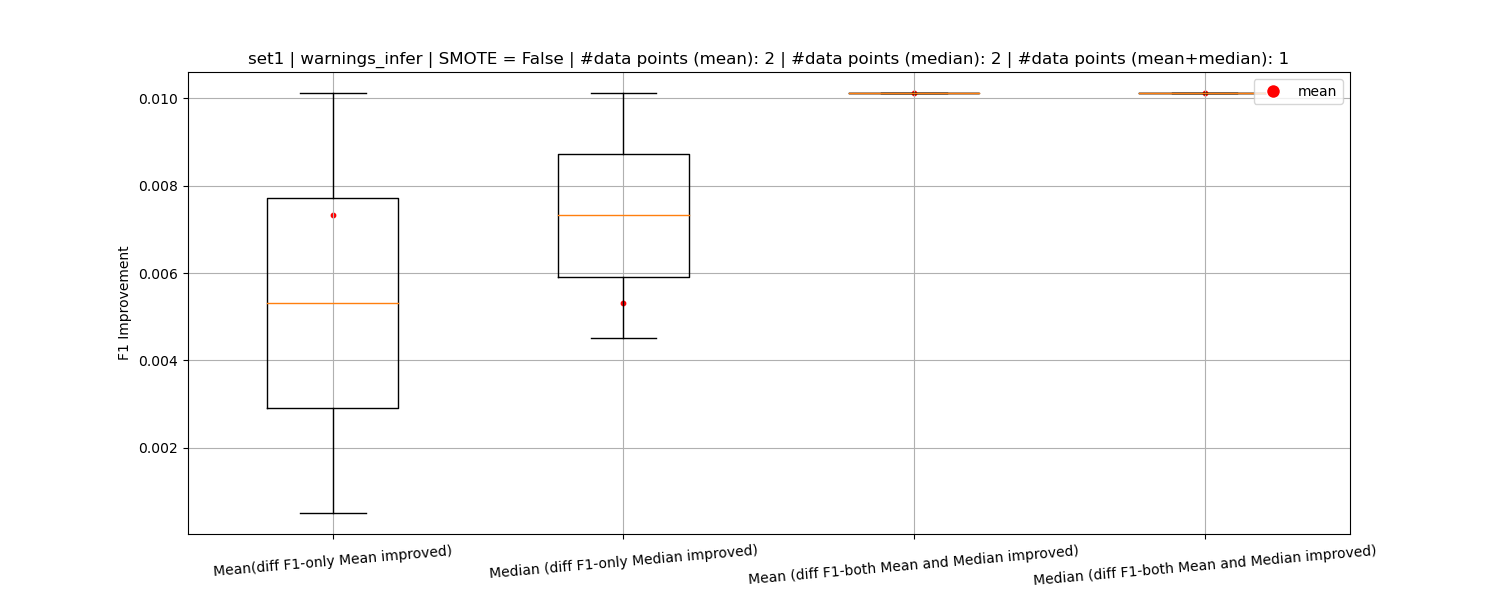 set1 | warnings_infer | SMOTE = False | #data points (mean): 2 | #data points (median): 2 | #data points (mean+median): 1
mean
F1 Improvement
0.010
0.008
0.006
0.004
0.002
Mean(diff F1-only Mean improved)
Median (diff F1-only Median improved)
Mean (diff F1-both Mean and Median improved)
Median (diff F1-both Mean and Median improved)